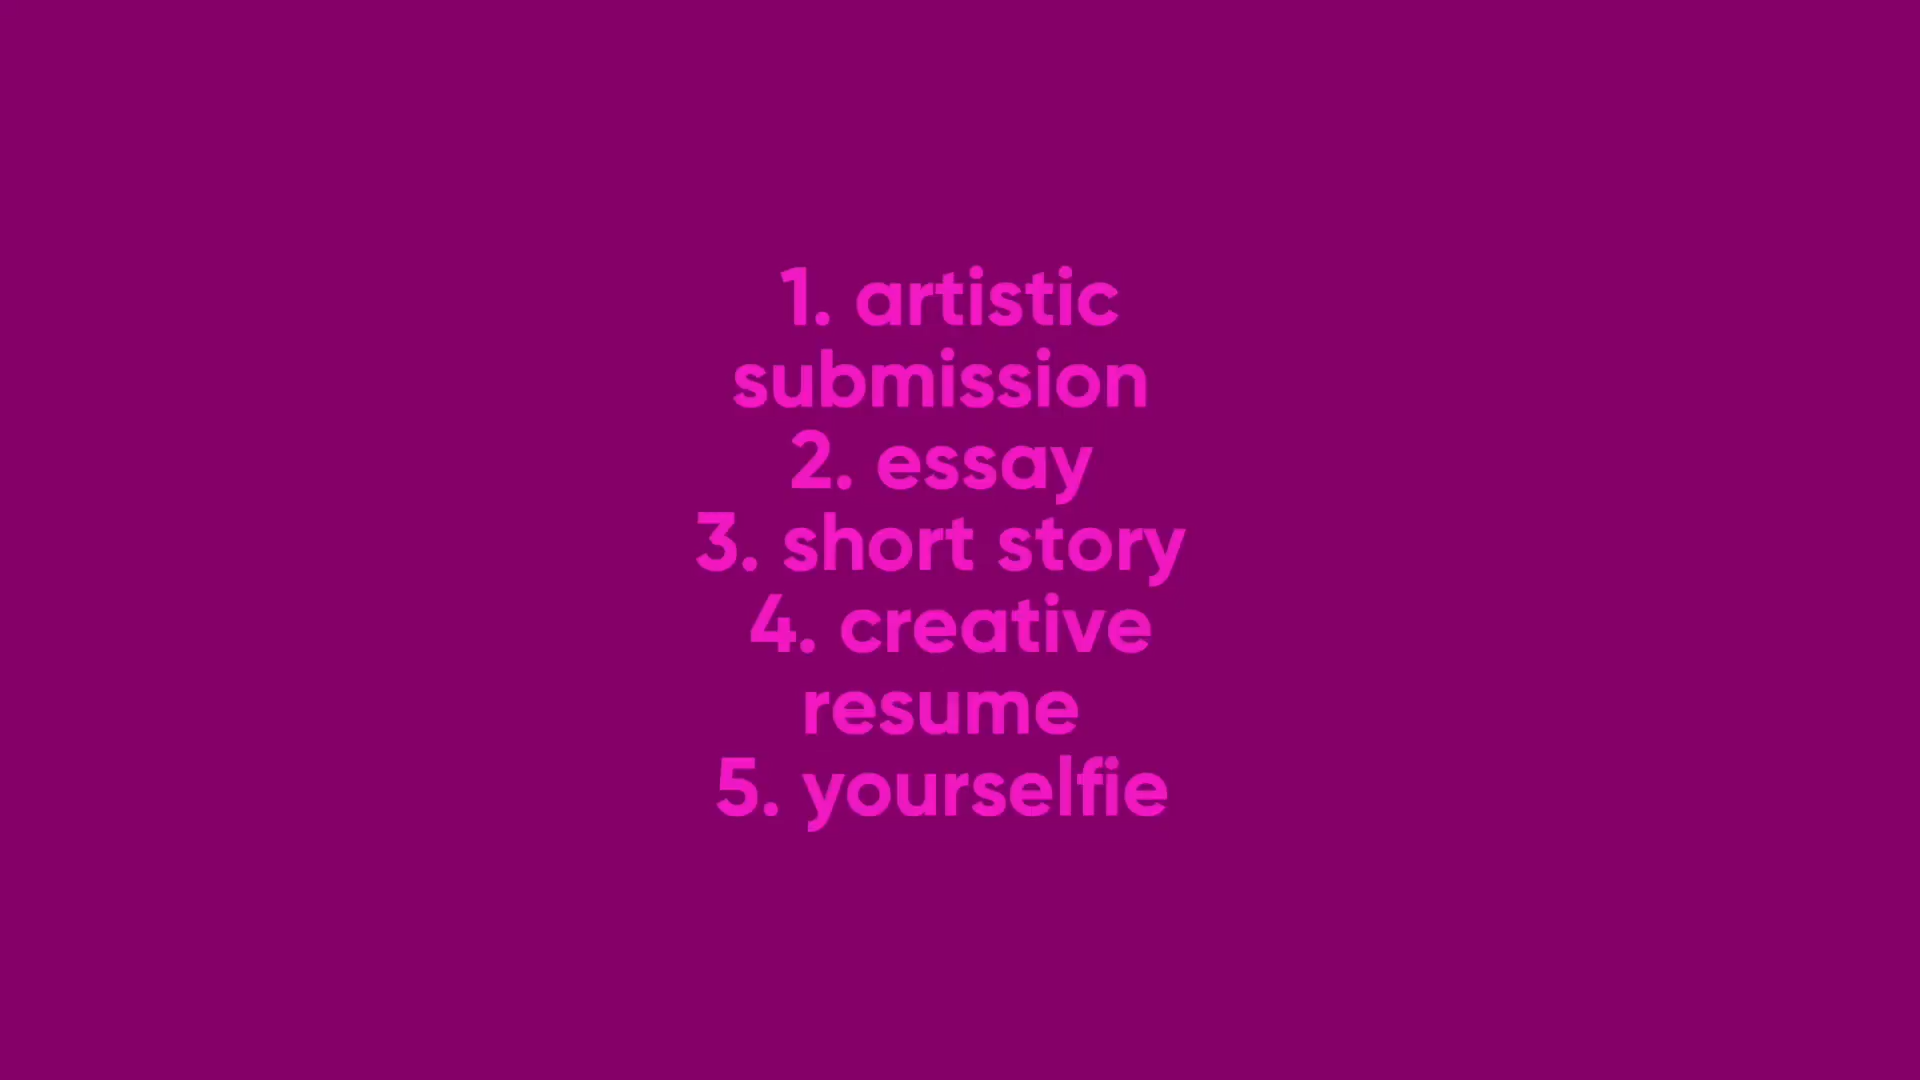 1. artistic
submission
2. essay
3. short story
4. creative
resume
5. yourselfie